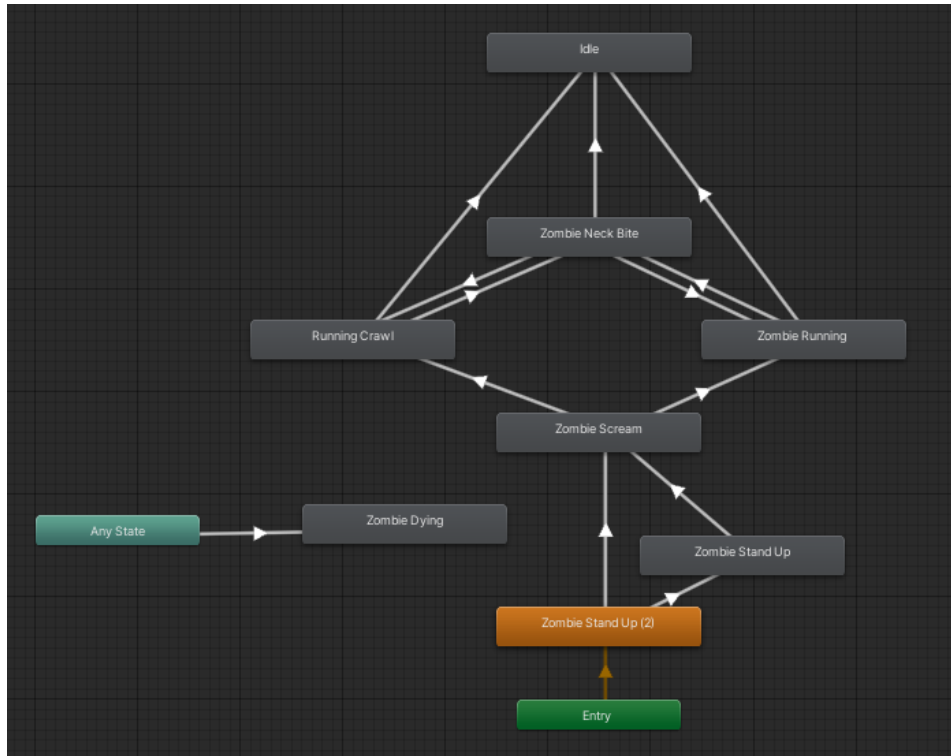 Idle
Zombie Neck Bite
Running Crawl
Zombie Running
Zombie Scream
Any State
Zombie Dying
Zombie Stand Up
Zombie Stand Up (2)
Entry